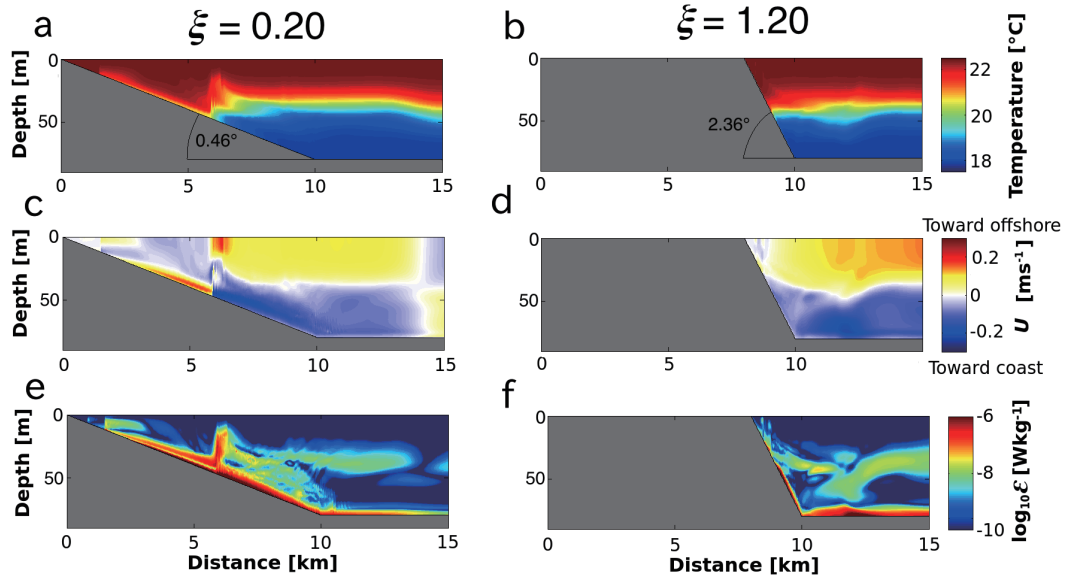 a
ξ = 0.20
b
ξ = 1.20
Depth [m]
0
50
0.46°
0
5
10
15
0
50
2.36°
0
5
10
15
22
20
18
Temperature [°C]
c
d
Depth [m]
0
50
0
5
10
15
0
50
0
5
10
15
Toward offshore
0.2
0
-0.2
U [ms⁻¹]
Toward coast
e
f
Depth [m]
0
50
0
5
10
15
Distance [km]
0
50
0
5
10
15
Distance [km]
-6
-8
-10
log₁₀ℰ [Wkg⁻¹]